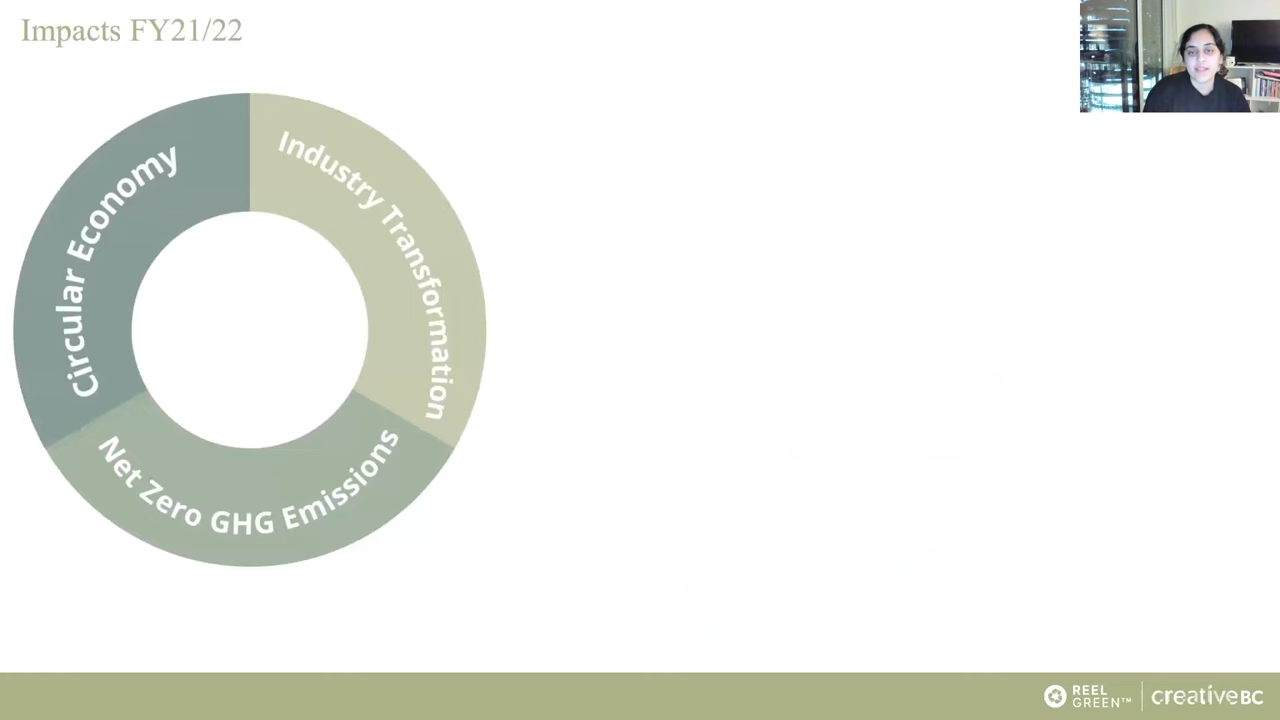 Impacts FY21/22
Circular Economy
Industry Transformation
Net Zero GHG Emissions
REEL
GREEN™
creativeBC